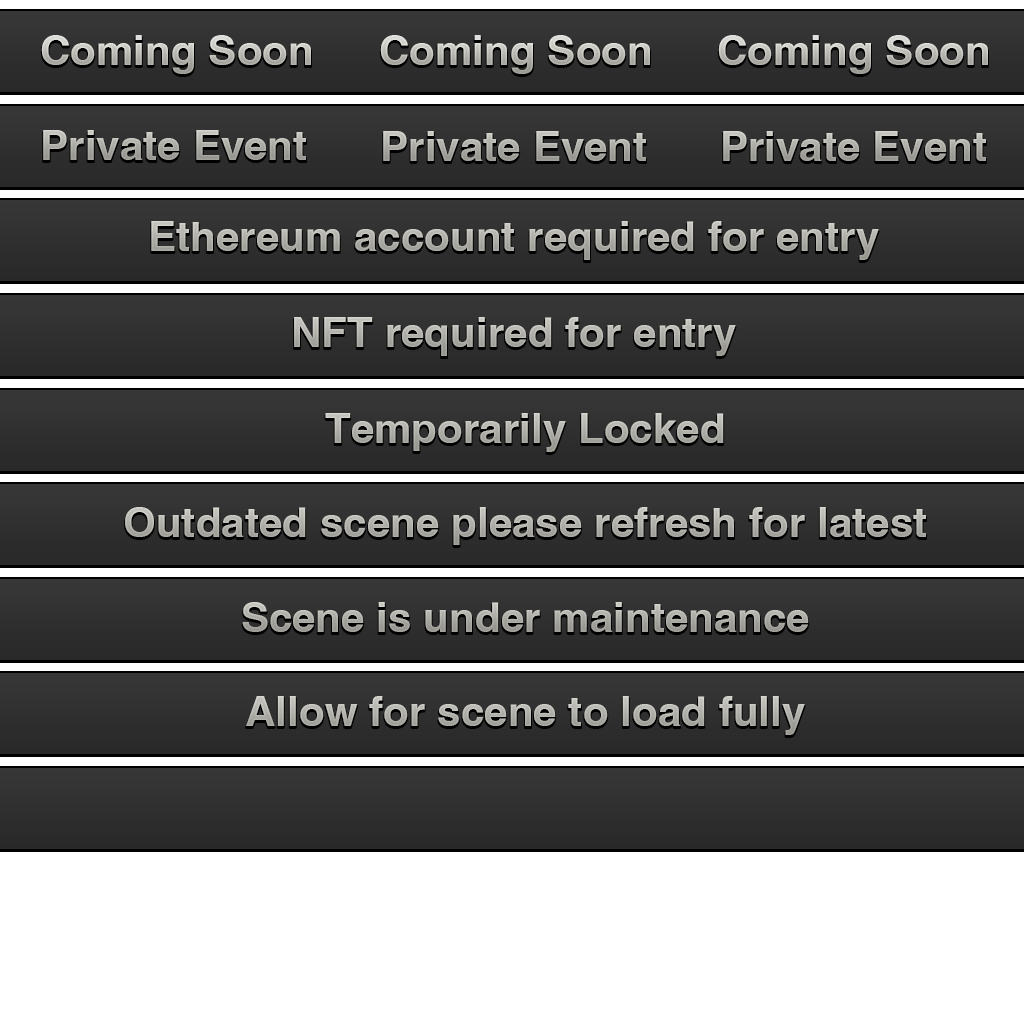 Coming Soon Coming Soon Coming Soon
Private Event Private Event Private Event
Ethereum account required for entry
NFT required for entry
Temporarily Locked
Outdated scene please refresh for latest
Scene is under maintenance
Allow for scene to load fully